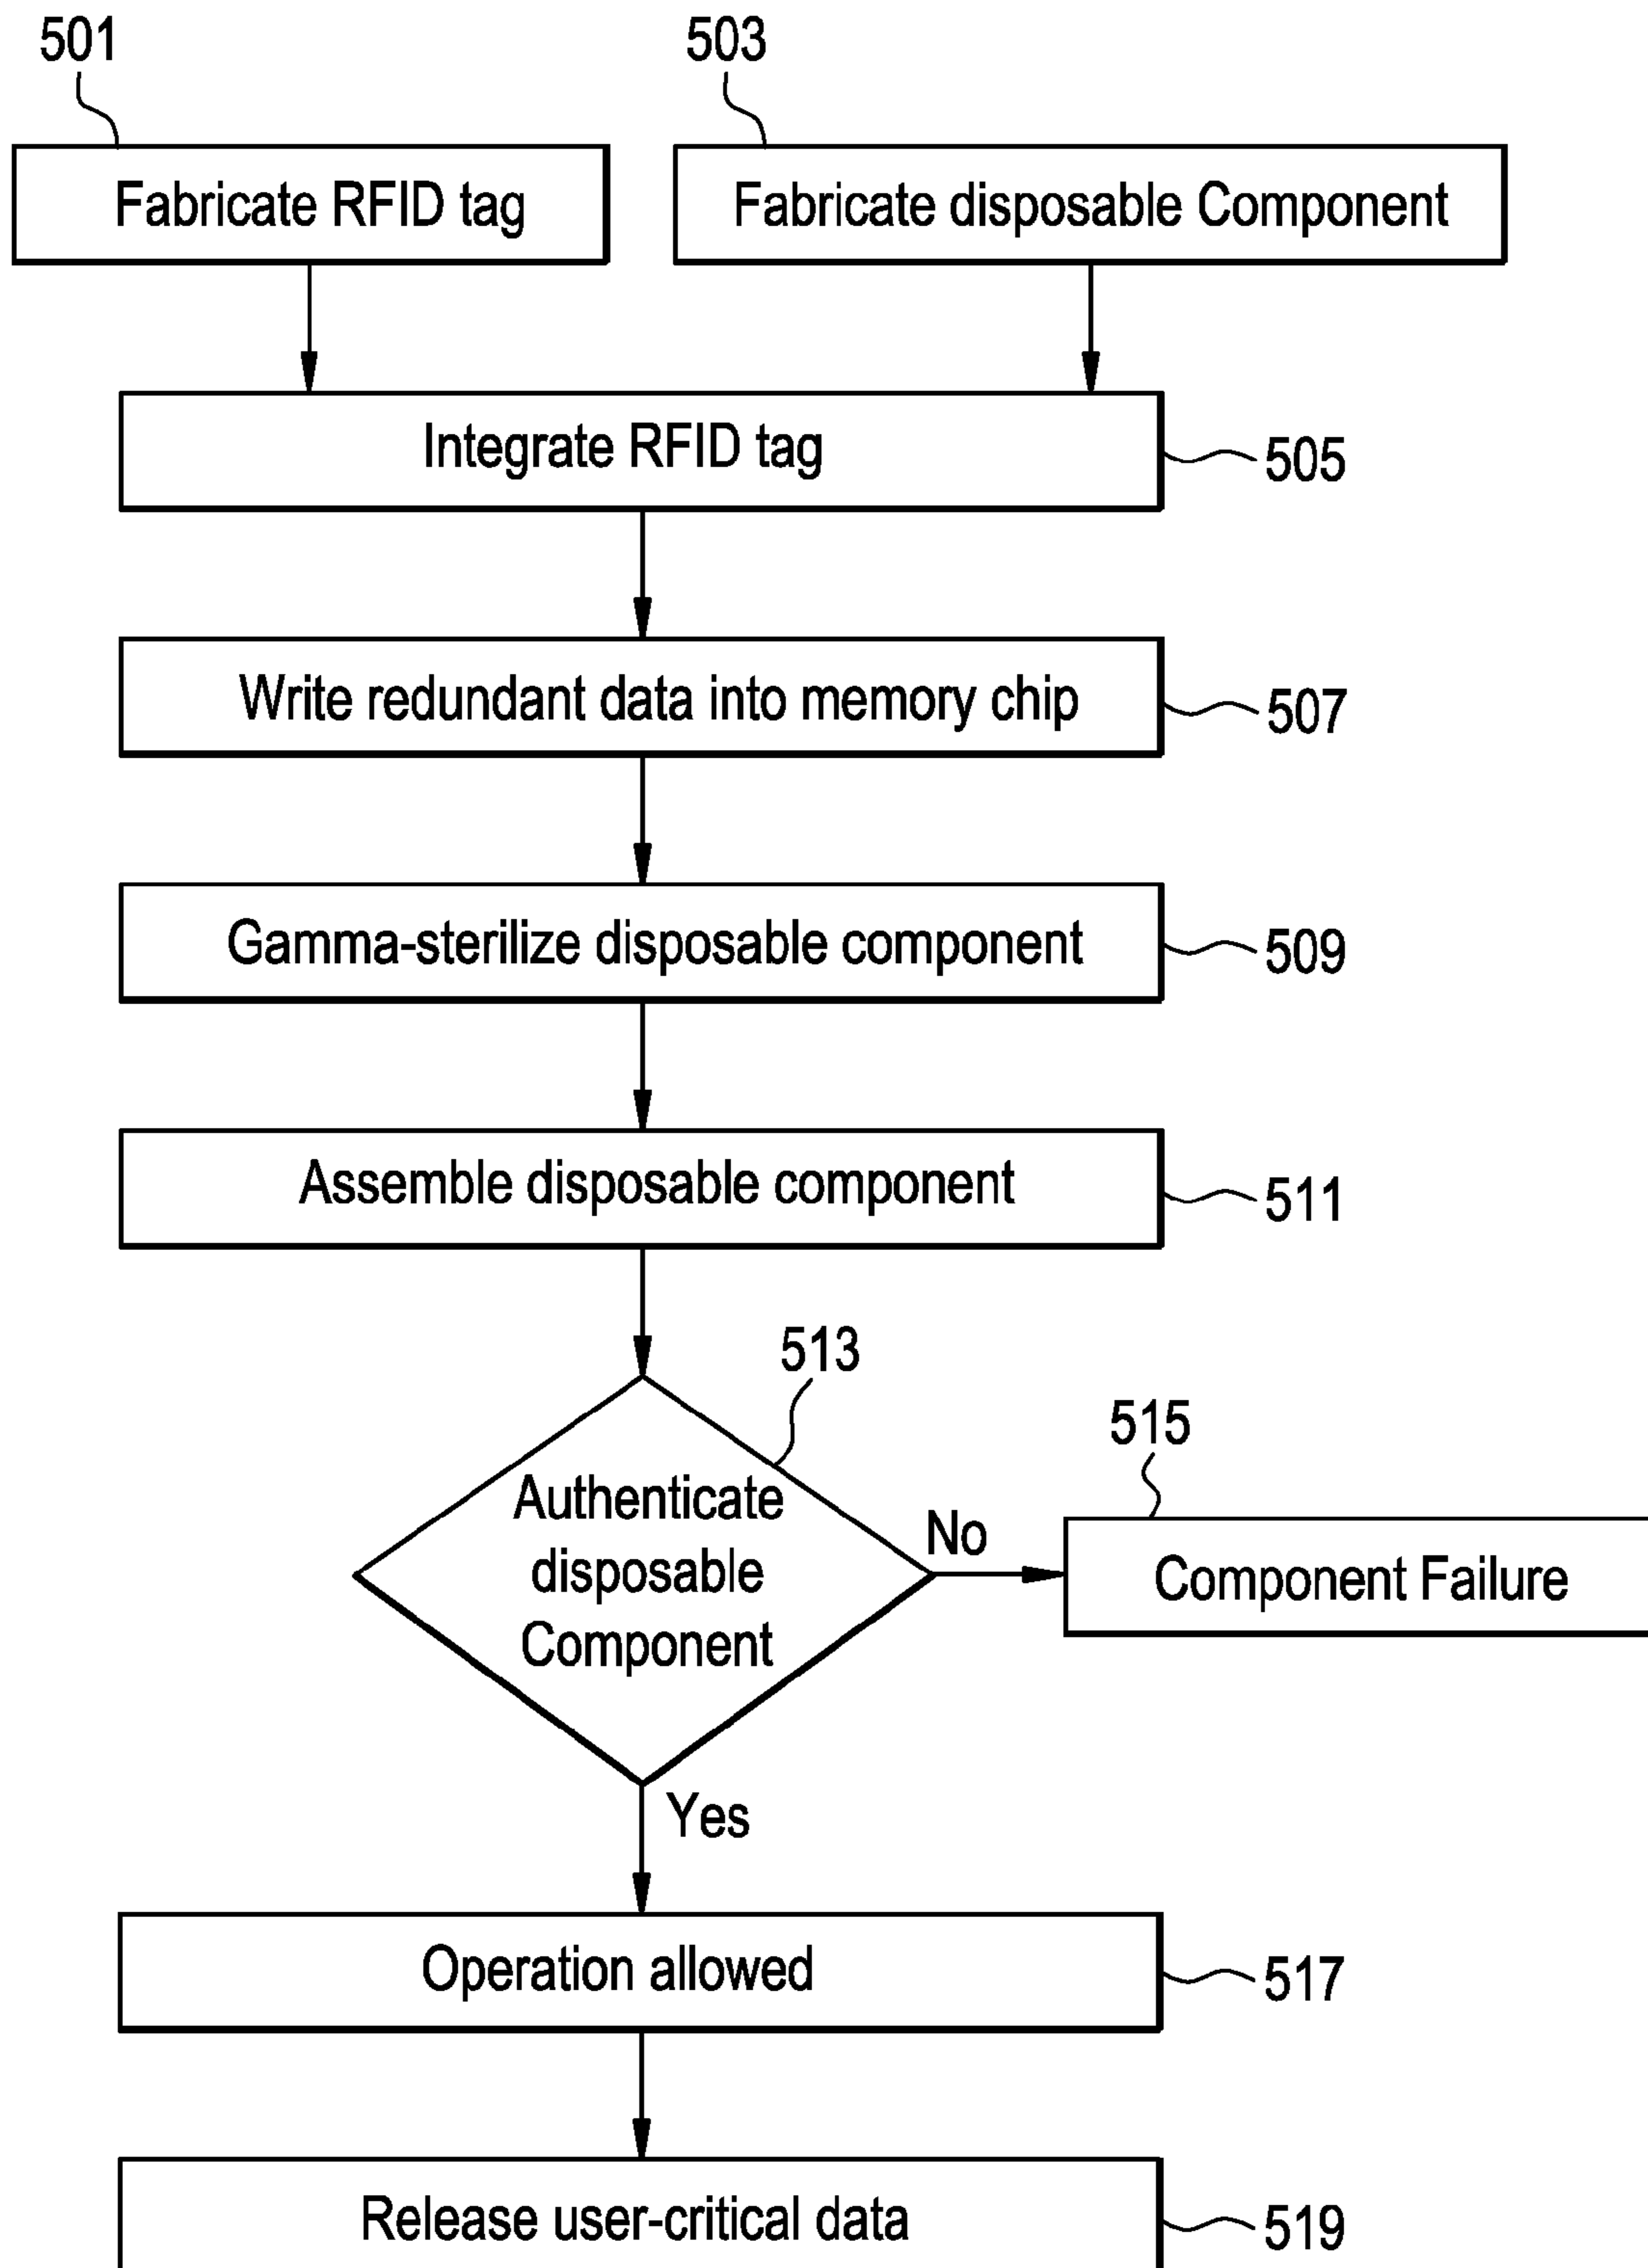 501
503
Fabricate RFID tag
Fabricate disposable Component
Integrate RFID tag
505
Write redundant data into memory chip
507
Gamma-sterilize disposable component
509
Assemble disposable component
511
513
Authenticate
disposable
Component
No
515
Component Failure
Yes
Operation allowed
517
Release user-critical data
519